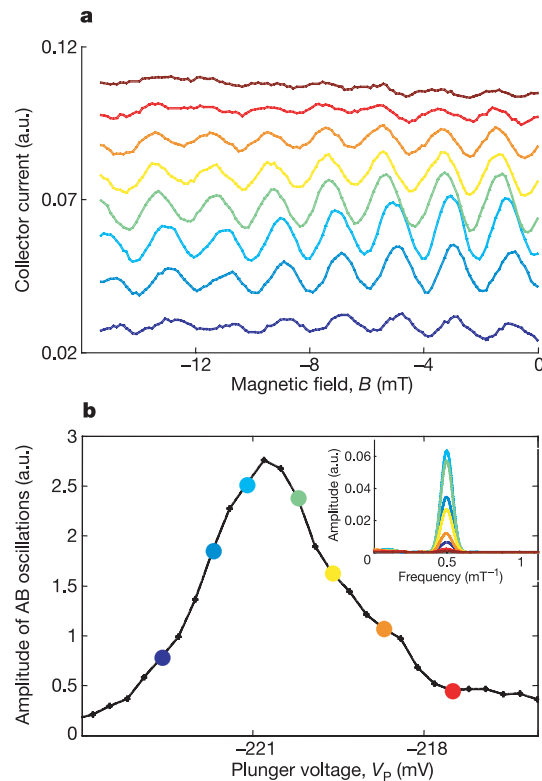 a
0.12
0.07
0.02
Collector current (a.u.)
−12
−8
−4
0
Magnetic field, B (mT)
b
3
2.5
2
1.5
1
0.5
0
Amplitude of AB oscillations (a.u.)
−221
−218
Plunger voltage, VP (mV)
0.06
0.04
0.02
0
0.5
1
Amplitude (a.u.)
Frequency (mT−1)